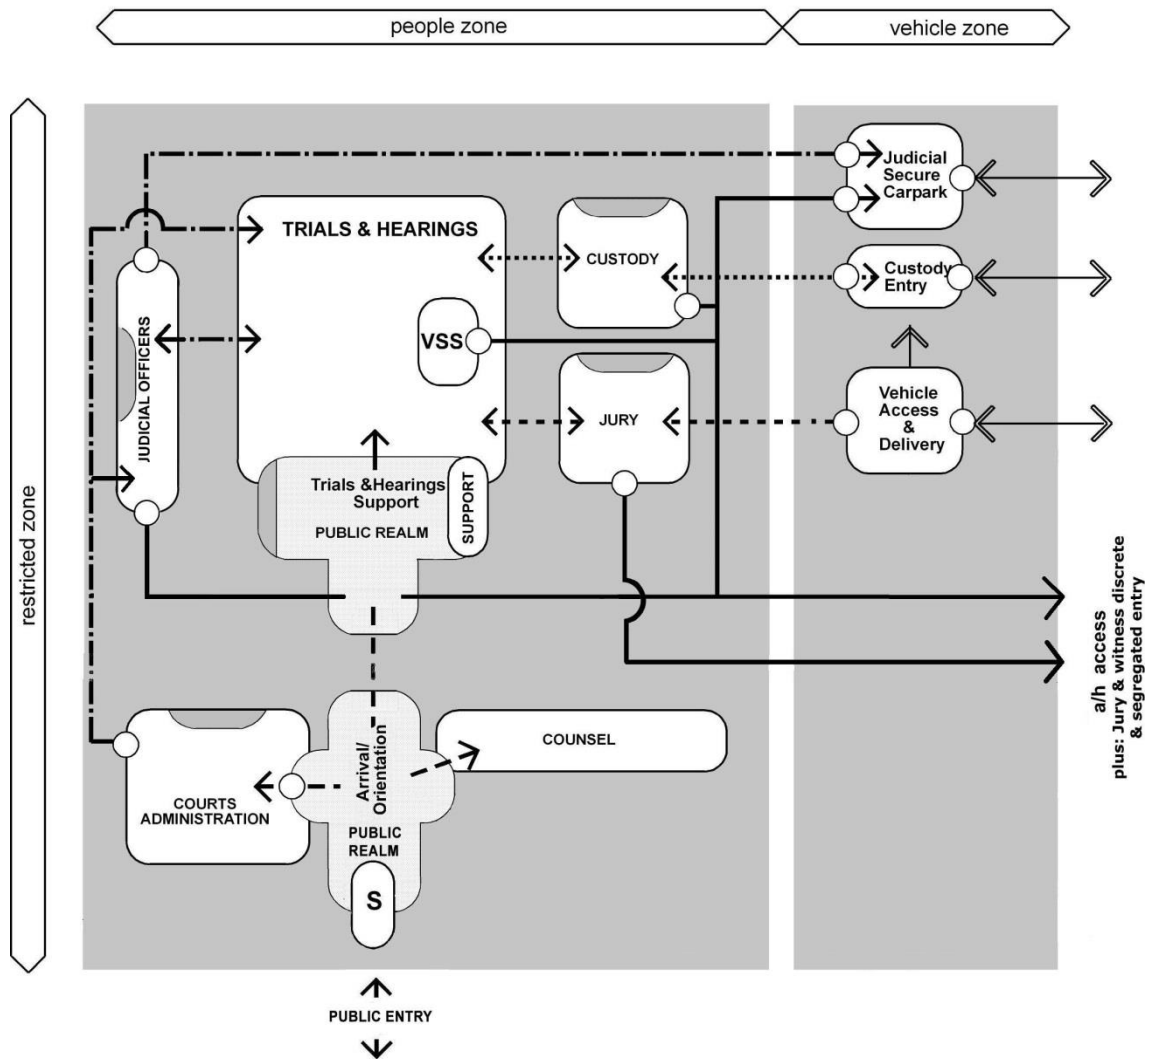 people zone
vehicle zone
restricted zone
Judicial
Secure
Carpark
TRIALS & HEARINGS
CUSTODY
Custody
Entry
JUDICIAL OFFICERS
VSS
JURY
Vehicle
Access
&
Delivery
Trials &Hearings
Support
PUBLIC REALM
SUPPORT
a/h access
plus: Jury & witness discrete
& segregated entry
COUNSEL
Arrival/
Orientation
COURTS
ADMINISTRATION
PUBLIC
REALM
S
PUBLIC ENTRY